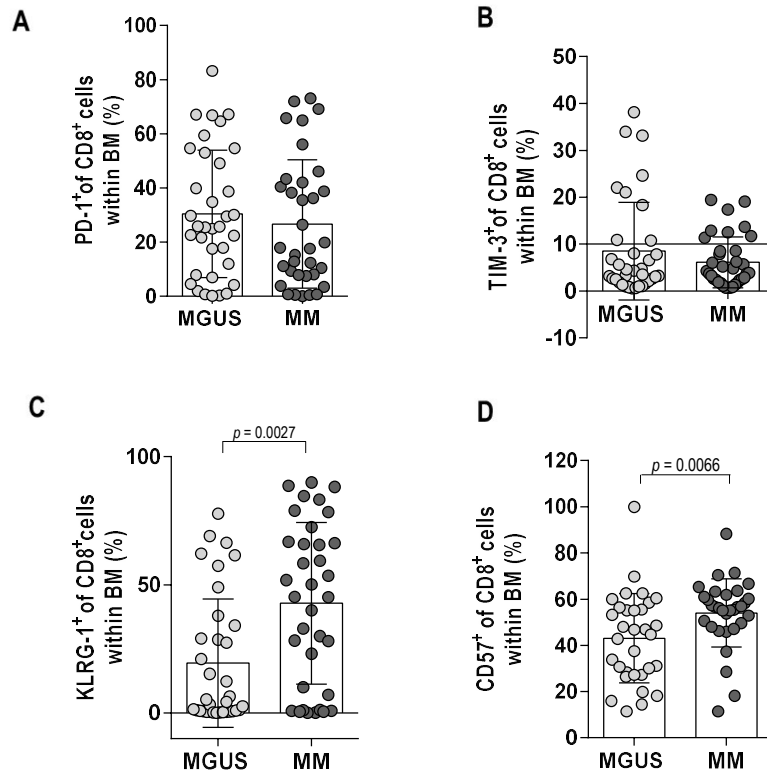 A
PD-1⁺of CD8⁺ cells
within BM (%)
100
80
60
40
20
0
MGUS
MM
B
TIM-3⁺of CD8⁺ cells
within BM (%)
50
40
30
20
10
0
-10
MGUS
MM
C
KLRG-1⁺of CD8⁺cells
within BM (%)
p = 0.0027
100
50
0
MGUS
MM
D
CD57⁺ of CD8⁺ cells
within BM (%)
p = 0.0066
120
100
80
60
40
20
0
MGUS
MM